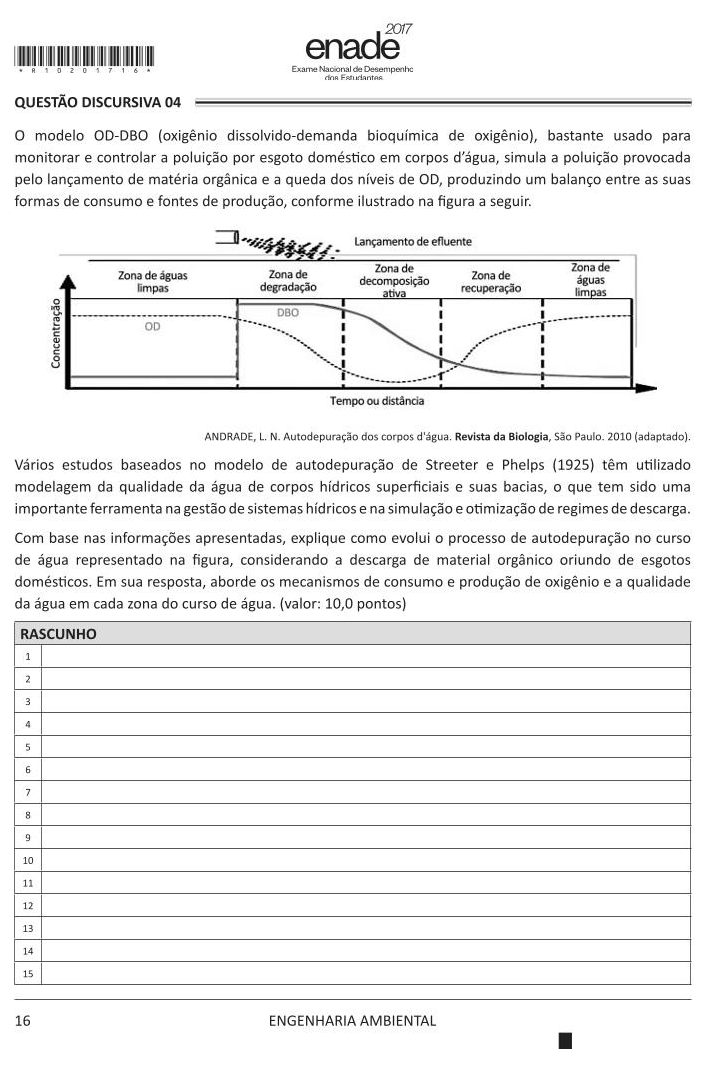 2017
enade
Exame Nacional de Desempenho
dos Estudantes
*R10201716*
QUESTÃO DISCURSIVA 04
O modelo OD-DBO (oxigênio dissolvido-demanda bioquímica de oxigênio), bastante usado para
monitorar e controlar a poluição por esgoto doméstico em corpos d’água, simula a poluição provocada
pelo lançamento de matéria orgânica e a queda dos níveis de OD, produzindo um balanço entre as suas
formas de consumo e fontes de produção, conforme ilustrado na figura a seguir.
Lançamento de efluente
Zona de águas
limpas
Zona de
degradação
Zona de
decomposição
ativa
Zona de
recuperação
Zona de
águas
limpas
Concentração
OD
DBO
Tempo ou distância
ANDRADE, L. N. Autodepuração dos corpos d'água. Revista da Biologia, São Paulo. 2010 (adaptado).
Vários estudos baseados no modelo de autodepuração de Streeter e Phelps (1925) têm utilizado
modelagem da qualidade da água de corpos hídricos superficiais e suas bacias, o que tem sido uma
importante ferramenta na gestão de sistemas hídricos e na simulação e otimização de regimes de descarga.
Com base nas informações apresentadas, explique como evolui o processo de autodepuração no curso
de água representado na figura, considerando a descarga de material orgânico oriundo de esgotos
domésticos. Em sua resposta, aborde os mecanismos de consumo e produção de oxigênio e a qualidade
da água em cada zona do curso de água. (valor: 10,0 pontos)
RASCUNHO
1
2
3
4
5
6
7
8
9
10
11
12
13
14
15
16
ENGENHARIA AMBIENTAL